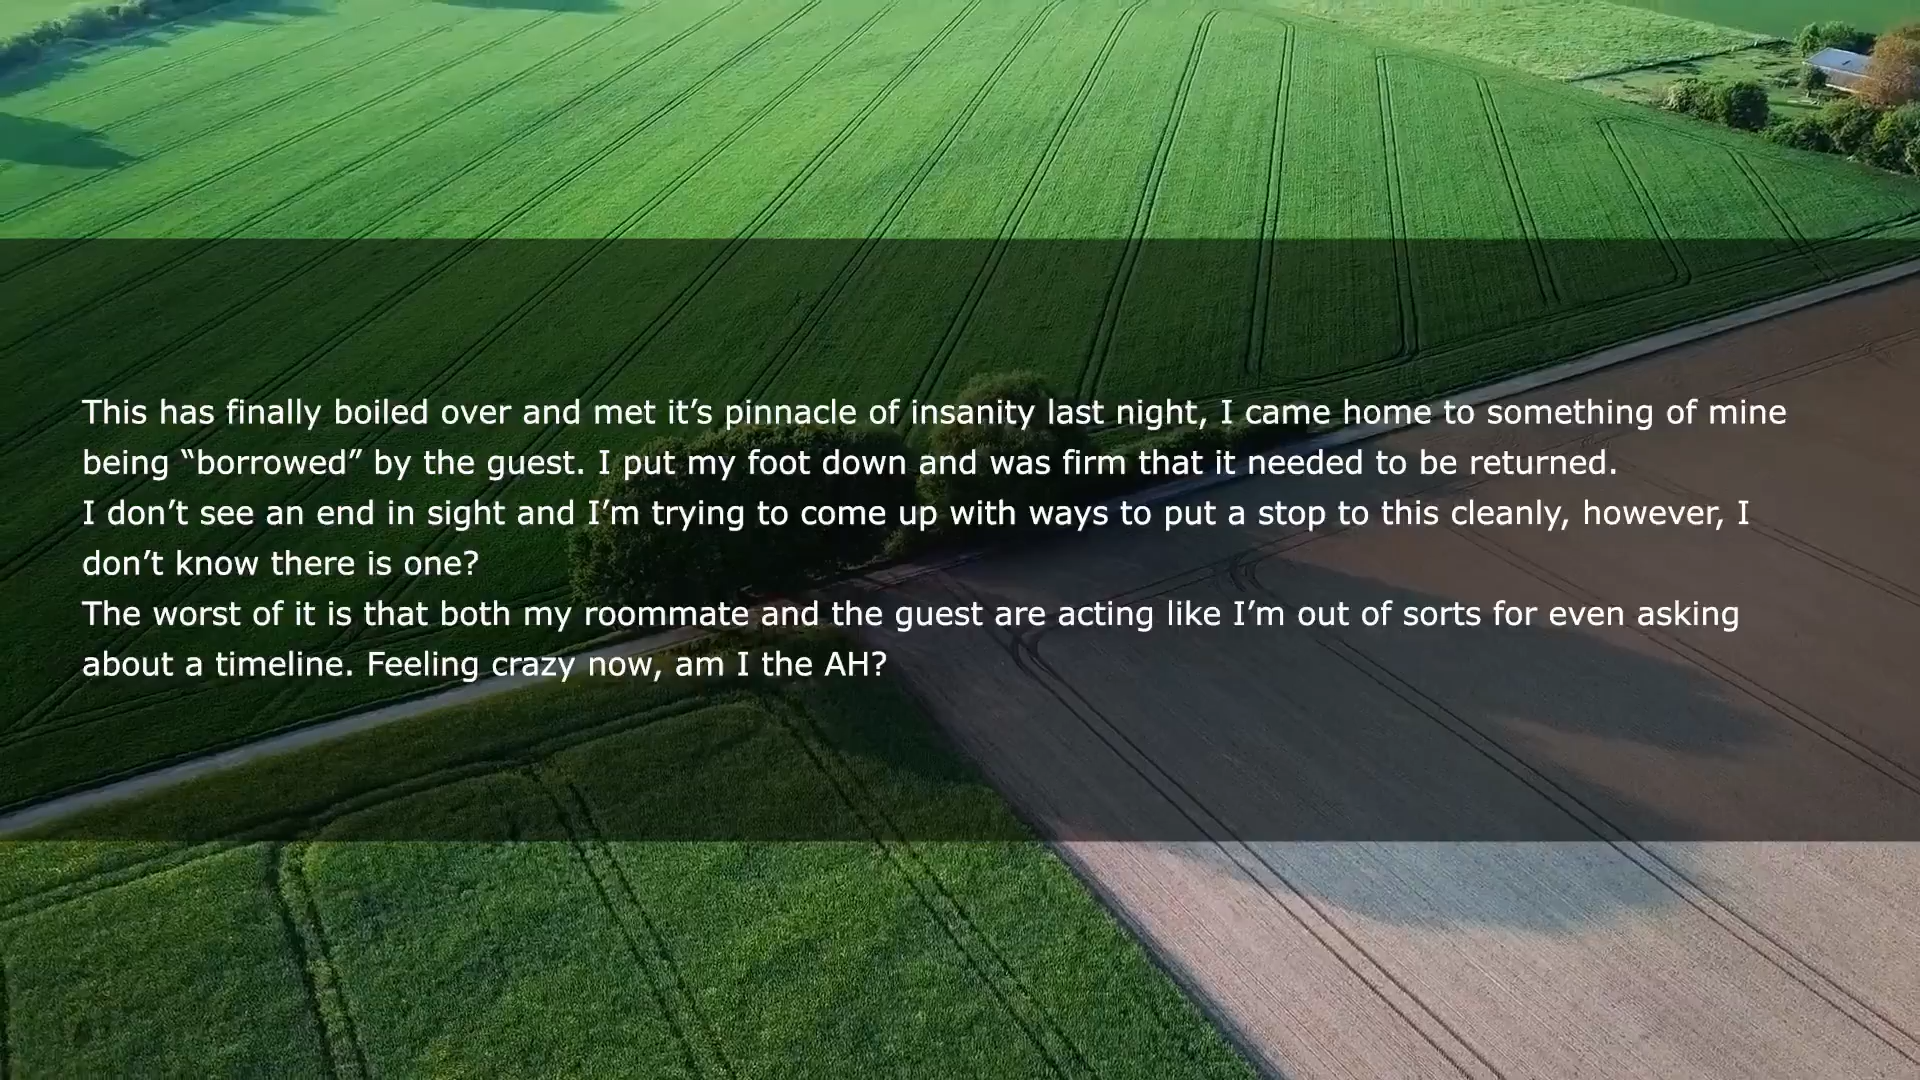 This has finally boiled over and met it’s pinnacle of insanity last night, I came home to something of mine
being “borrowed” by the guest. I put my foot down and was firm that it needed to be returned.
I don’t see an end in sight and I’m trying to come up with ways to put a stop to this cleanly, however, I
don’t know there is one?
The worst of it is that both my roommate and the guest are acting like I’m out of sorts for even asking
about a timeline. Feeling crazy now, am I the AH?